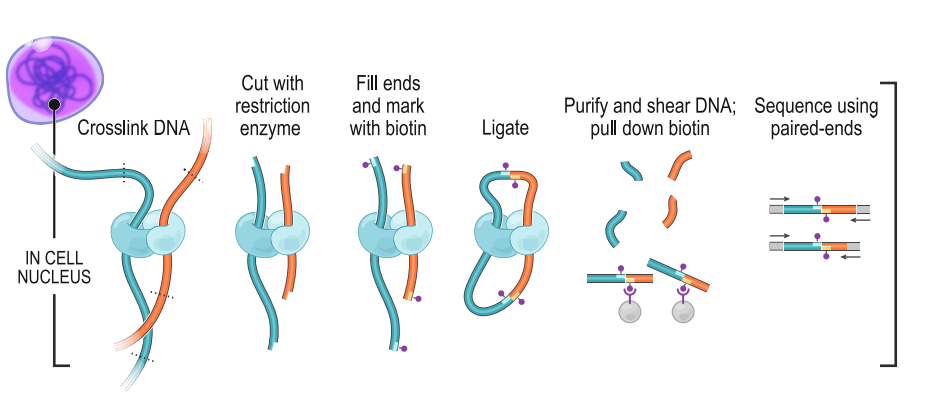 Crosslink DNA
Cut with
restriction
enzyme
Fill ends
and mark
with biotin
Ligate
Purify and shear DNA;
pull down biotin
Sequence using
paired-ends
IN CELL
NUCLEUS